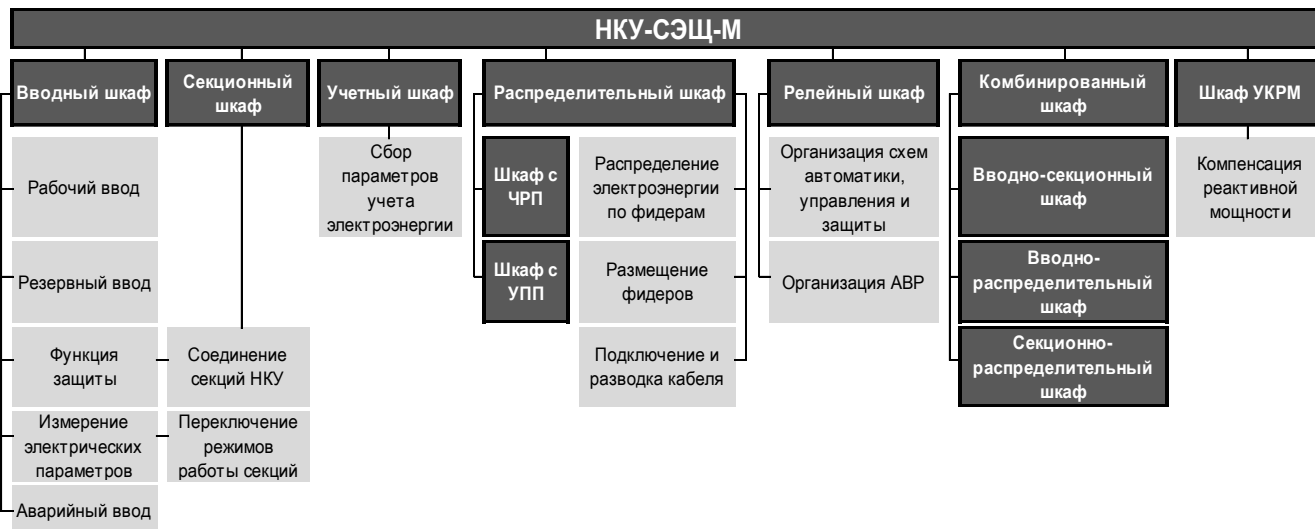 НКУ-СЭЩ-М
Вводный шкаф
Секционный
шкаф
Учетный шкаф
Распределительный шкаф
Релейный шкаф
Комбинированный
шкаф
Шкаф УКРМ
Рабочий ввод
Резервный ввод
Функция
защиты
Измерение
электрических
параметров
Аварийный ввод
Соединение
секций НКУ
Переключение
режимов
работы секций
Сбор
параметров
учета
электроэнергии
Шкаф с
ЧРП
Шкаф с
УПП
Распределение
электроэнергии
по фидерам
Размещение
фидеров
Подключение и
разводка кабеля
Организация схем
автоматики,
управления и
защиты
Организация АВР
Вводно-секционный
шкаф
Вводно-
распределительный
шкаф
Секционно-
распределительный
шкаф
Компенсация
реактивной
мощности